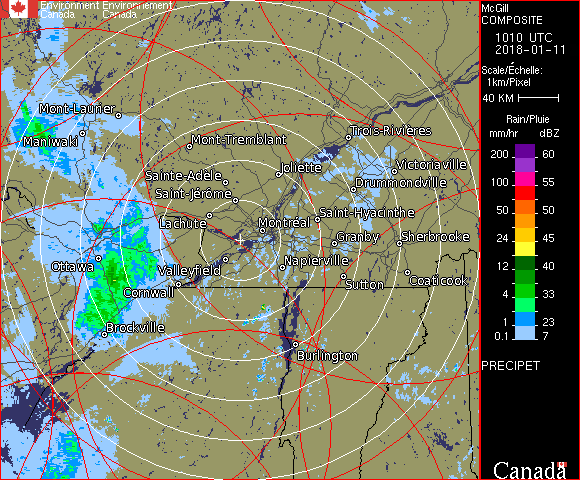 Environment Environnement
Canada Canada
McGill
COMPOSITE
1010 UTC
2018-01-11
Scale/Échelle:
1km/Pixel
40 KM
Rain/Pluie
mm/hr dBZ
200 60
100 55
50 50
24 45
12 40
4 33
1 23
0.1 7
PRECIPET
Canada
Mont-Laurier
Maniwaki
Mont-Tremblant
Trois-Rivières
Sainte-Adèle
Joliette
Victoriaville
Drummondville
Saint-Jérôme
Lachute
Montréal
Saint-Hyacinthe
Granby
Sherbrooke
Ottawa
Valleyfield
Napierville
Cornwall
Sutton
Coaticook
Brockville
Burlington